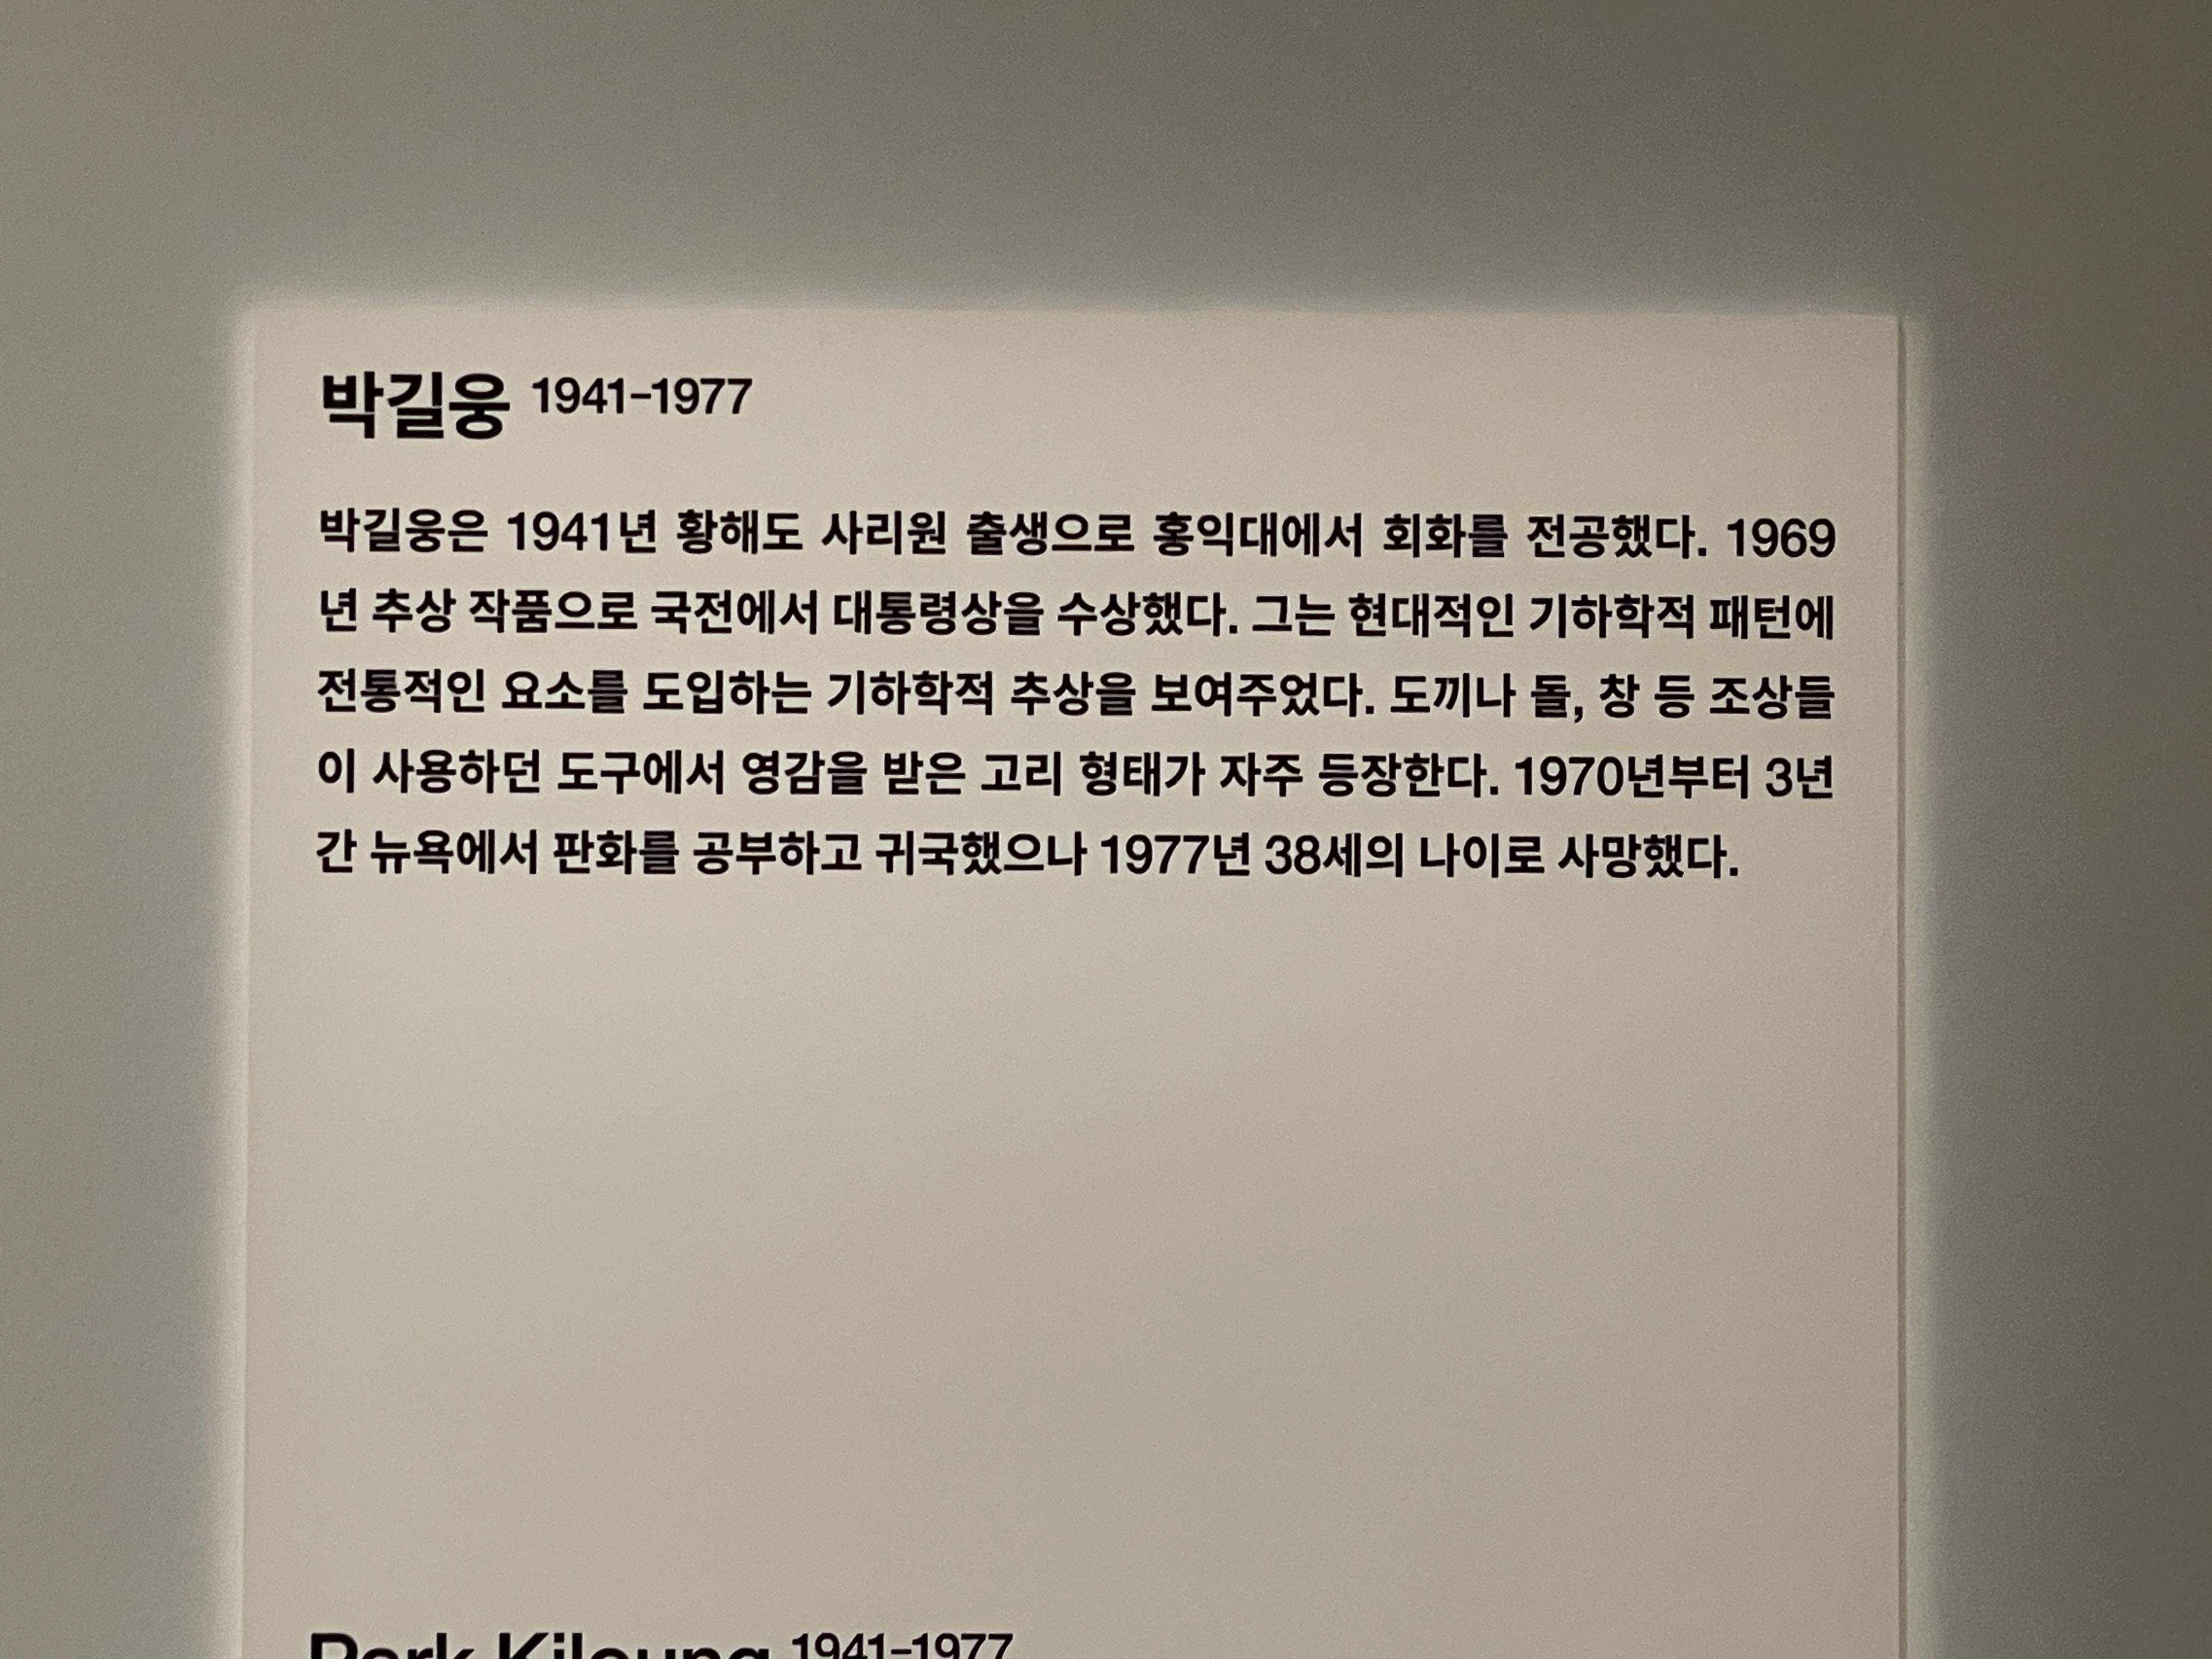 박길웅 1941–1977
박길웅은 1941년 황해도 사리원 출생으로 홍익대에서 회화를 전공했다. 1969
년 추상 작품으로 국전에서 대통령상을 수상했다. 그는 현대적인 기하학적 패턴에
전통적인 요소를 도입하는 기하학적 추상을 보여주었다. 도끼나 돌, 창 등 조상들
이 사용하던 도구에서 영감을 받은 고리 형태가 자주 등장한다. 1970년부터 3년
간 뉴욕에서 판화를 공부하고 귀국했으나 1977년 38세의 나이로 사망했다.
Park Kiloung 1941–1977